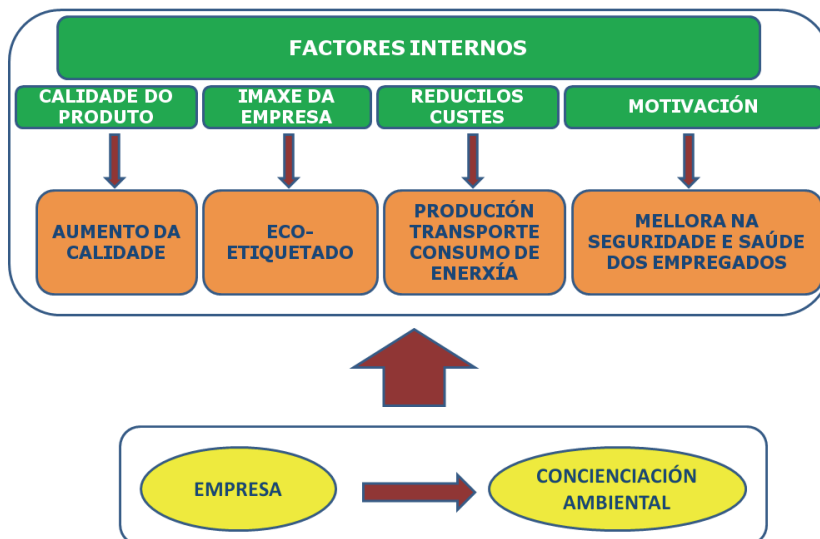 FACTORES INTERNOS
CALIDADE DO
PRODUTO
IMAXE DA
EMPRESA
REDUCILOS
CUSTES
MOTIVACIÓN
AUMENTO DA
CALIDADE
ECO-
ETIQUETADO
PRODUCIÓN
TRANSPORTE
CONSUMO DE
ENERXÍA
MELLORA NA
SEGURIDADE E SAÚDE
DOS EMPREGADOS
EMPRESA
CONCIENCIACIÓN
AMBIENTAL